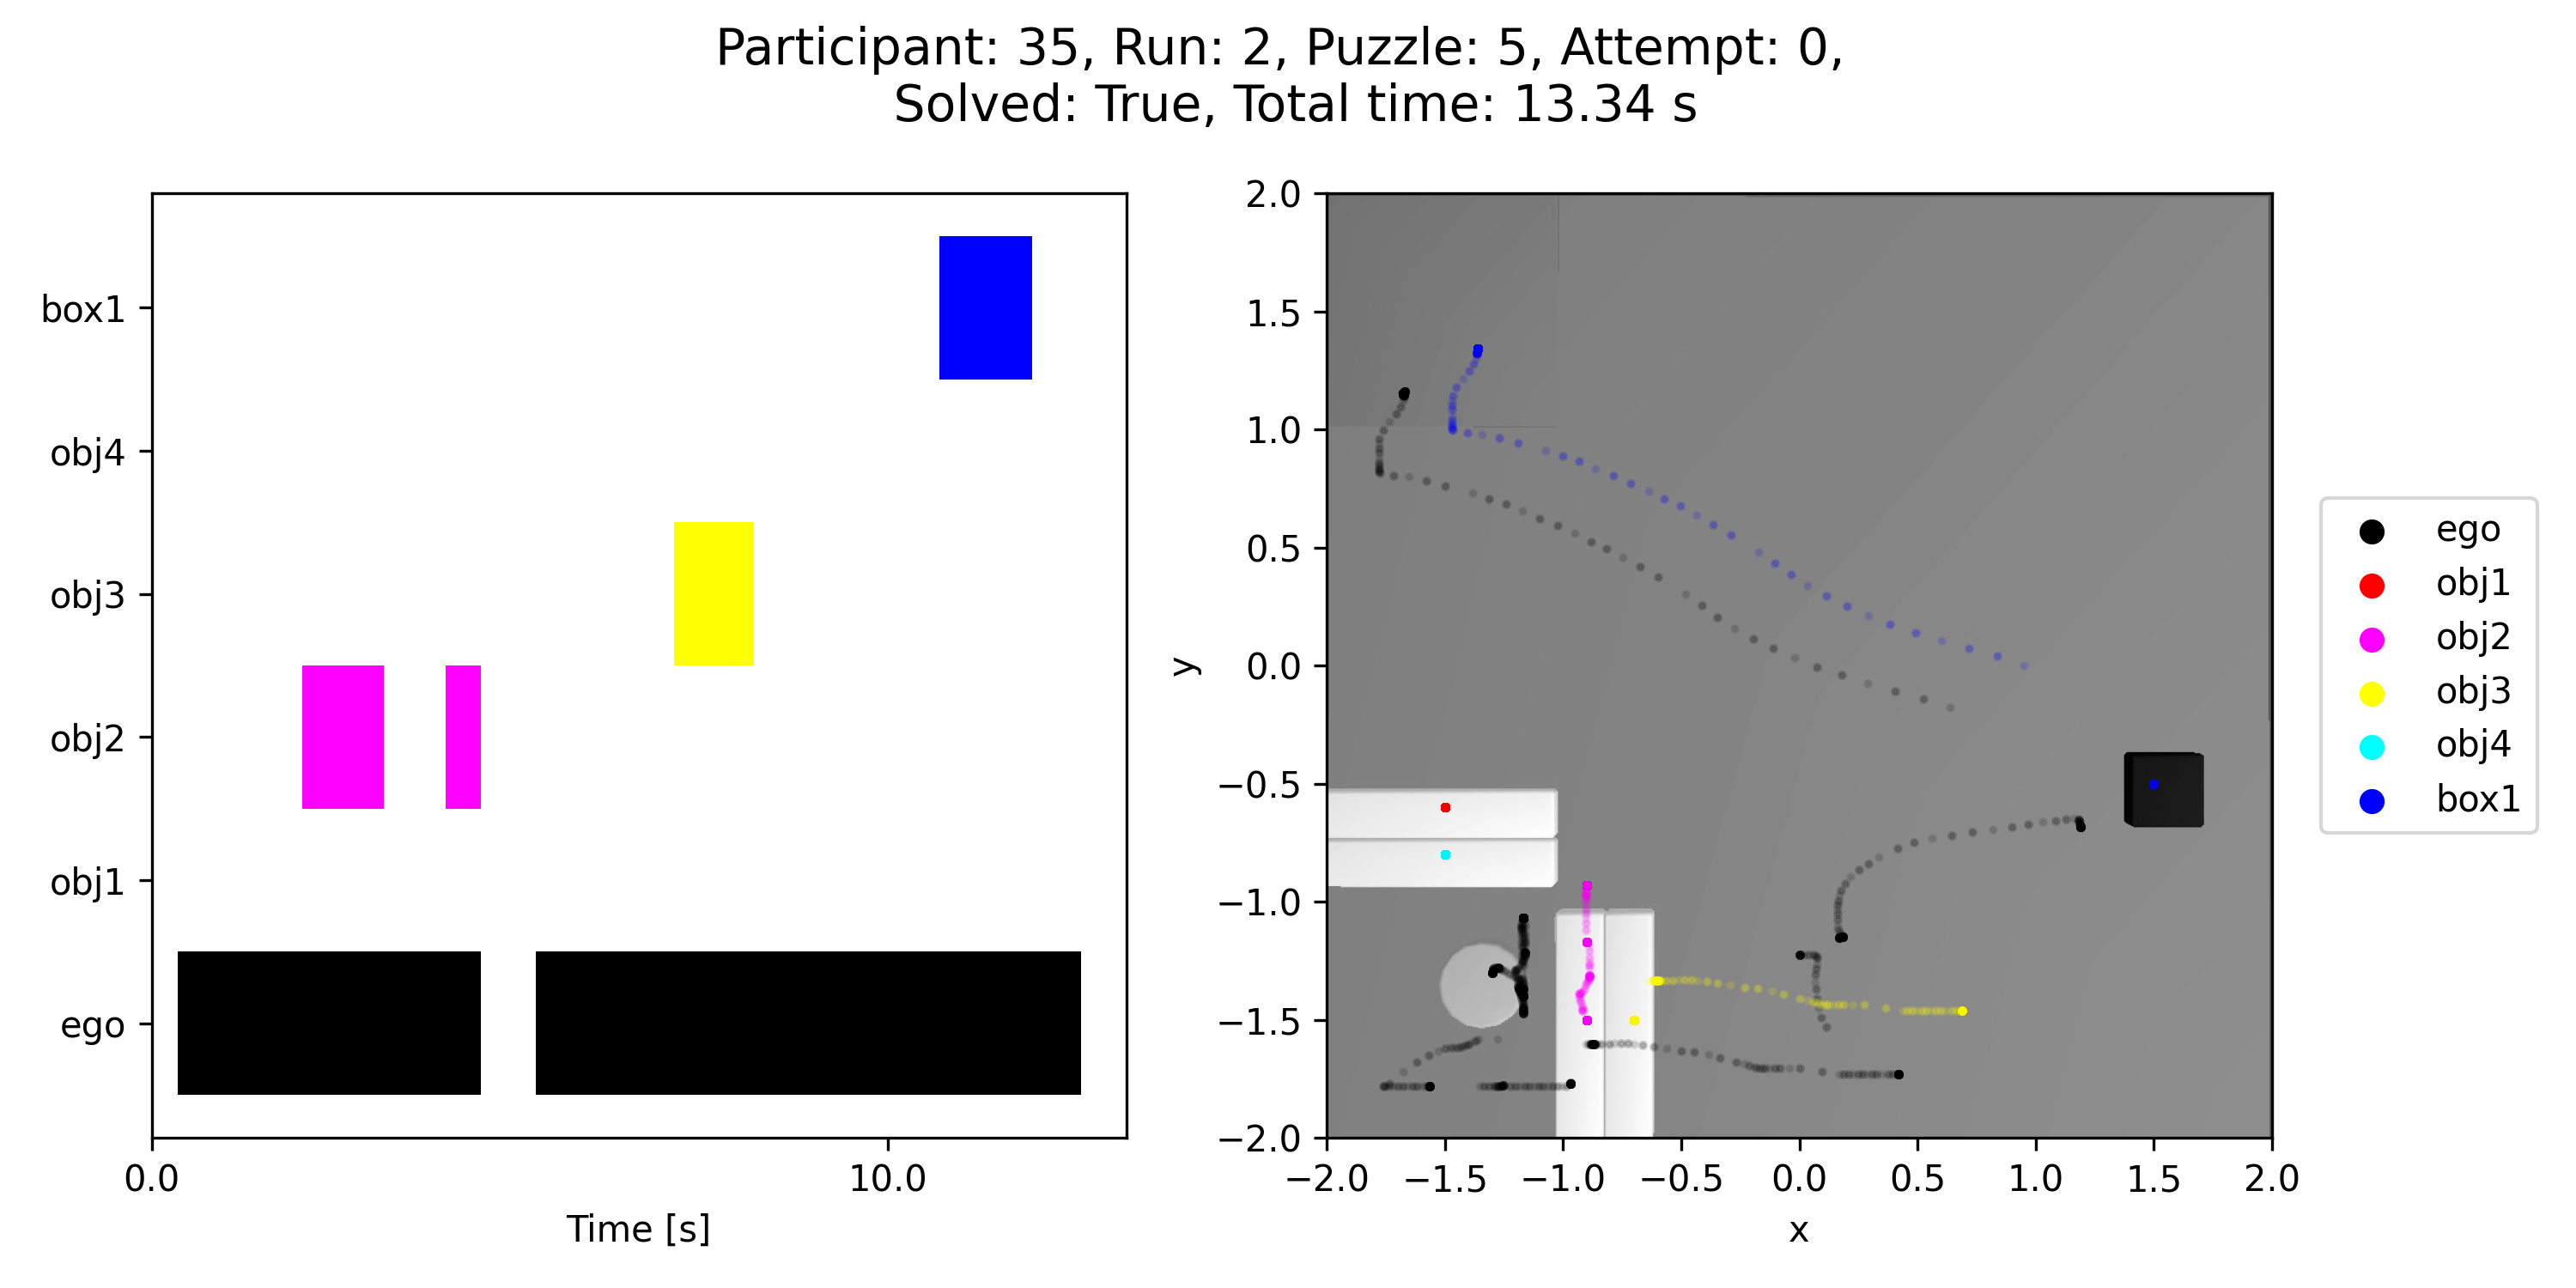 Participant: 35, Run: 2, Puzzle: 5, Attempt: 0,
Solved: True, Total time: 13.34 s
box1
obj4
obj3
obj2
obj1
ego
0.0
10.0
Time [s]
2.0
1.5
1.0
0.5
0.0
−0.5
−1.0
−1.5
−2.0
y
−2.0
−1.5
−1.0
−0.5
0.0
0.5
1.0
1.5
2.0
x
ego
obj1
obj2
obj3
obj4
box1